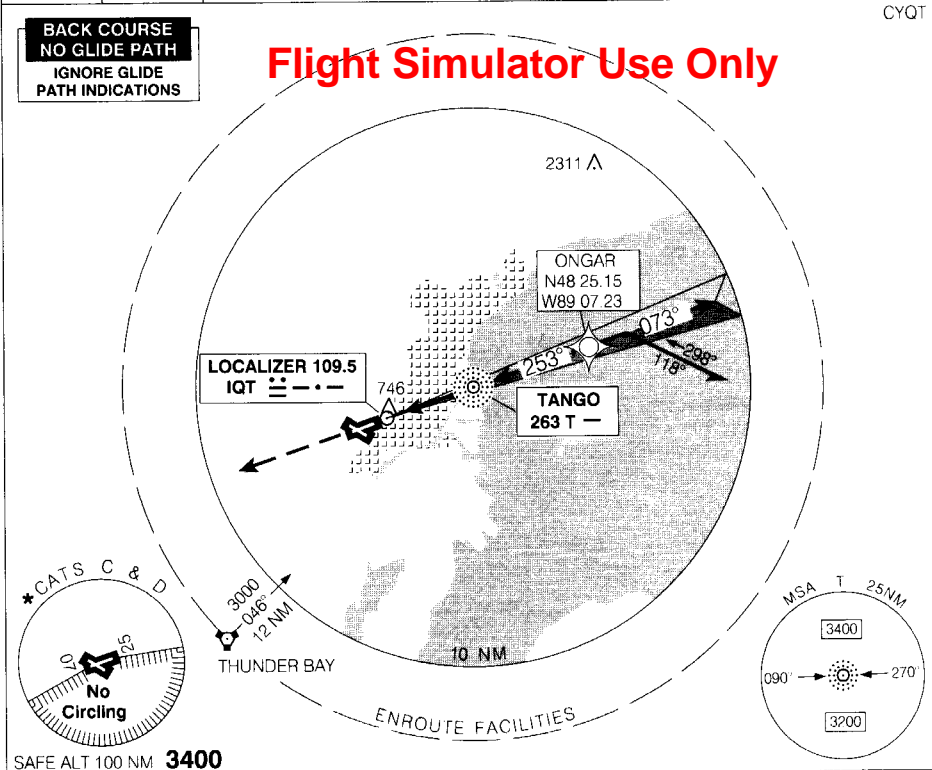 CYQT
BACK COURSE
NO GLIDE PATH
IGNORE GLIDE
PATH INDICATIONS
Flight Simulator Use Only
2311
ONGAR
N48 25.15
W89 07.23
073°
253°
298°
118°
LOCALIZER 109.5
IQT
746
TANGO
263 T
*CATS C & D
07
25
No
Circling
3000
046°
12 NM
THUNDER BAY
10 NM
ENROUTE FACILITIES
MSA T 25NM
3400
090°
270°
3200
SAFE ALT 100 NM 3400